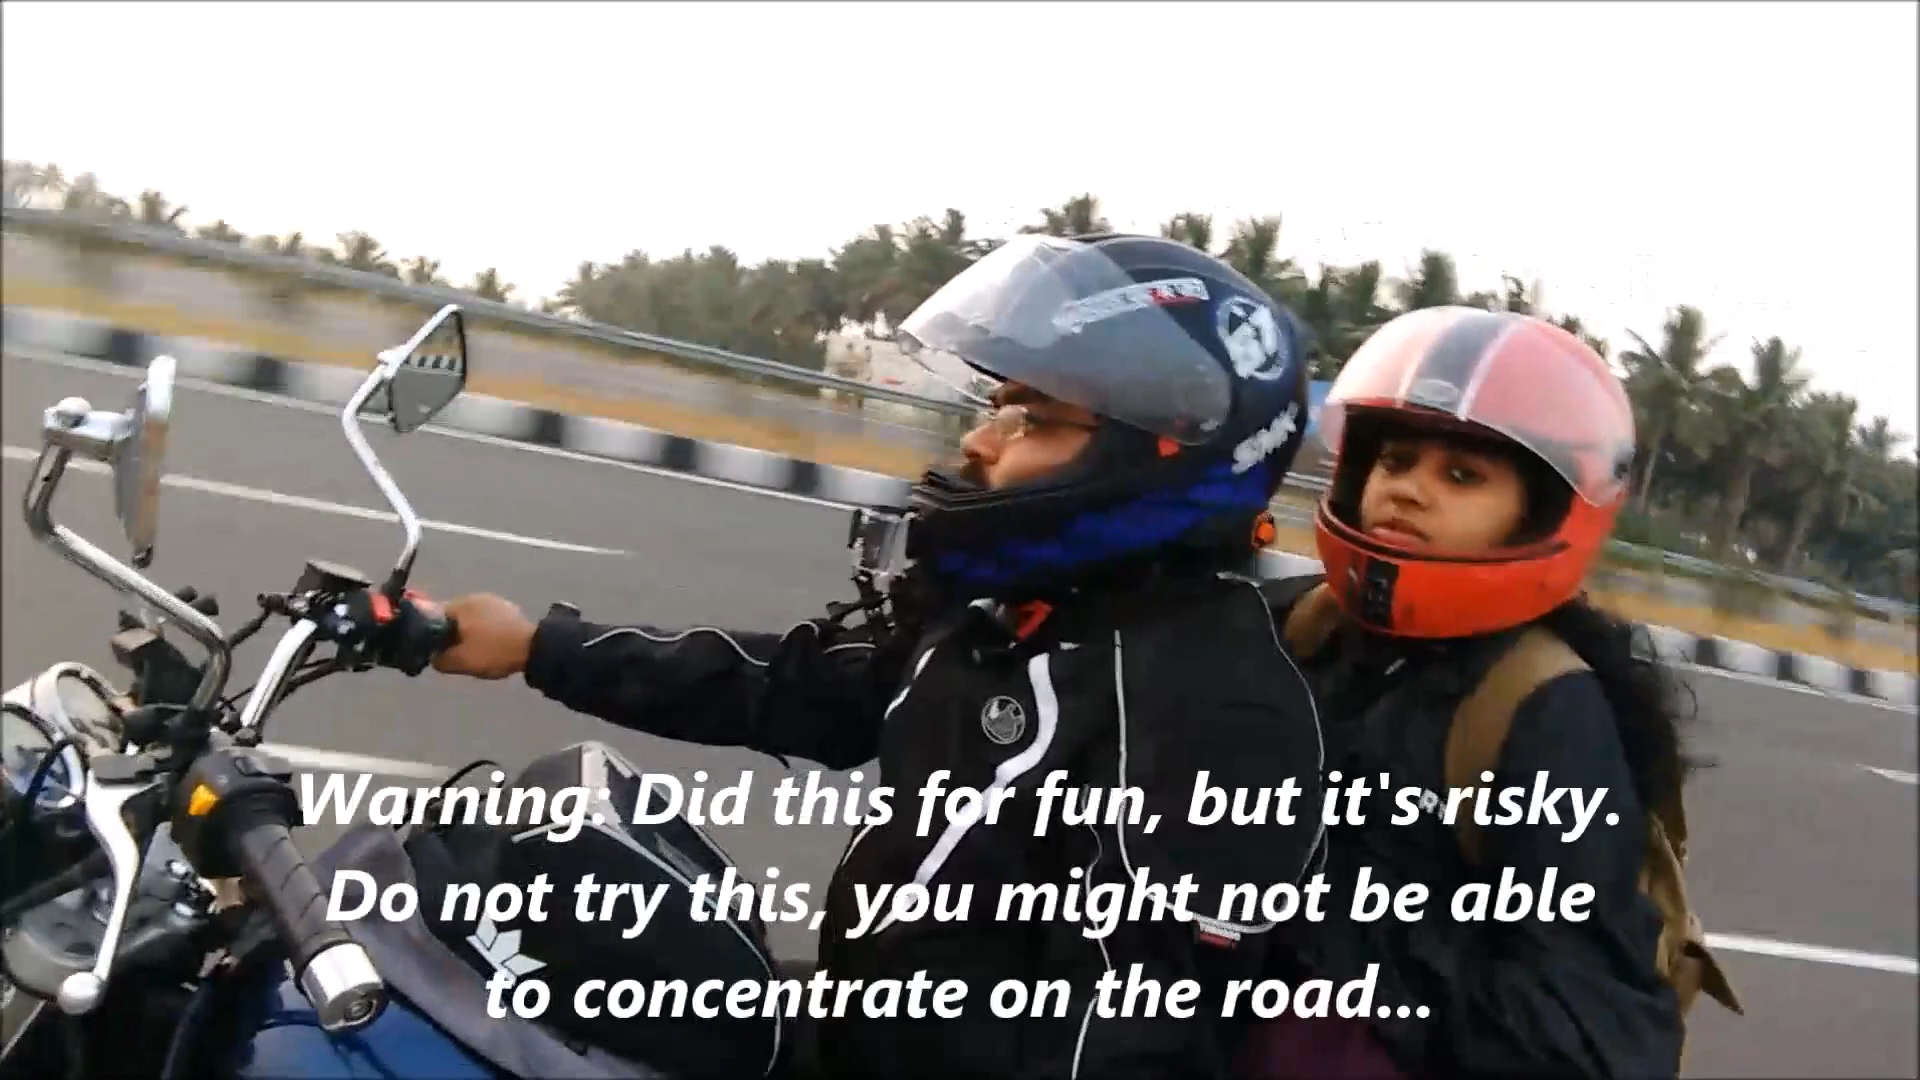 SMK
Warning: Did this for fun, but it's risky.
Do not try this, you might not be able
to concentrate on the road...